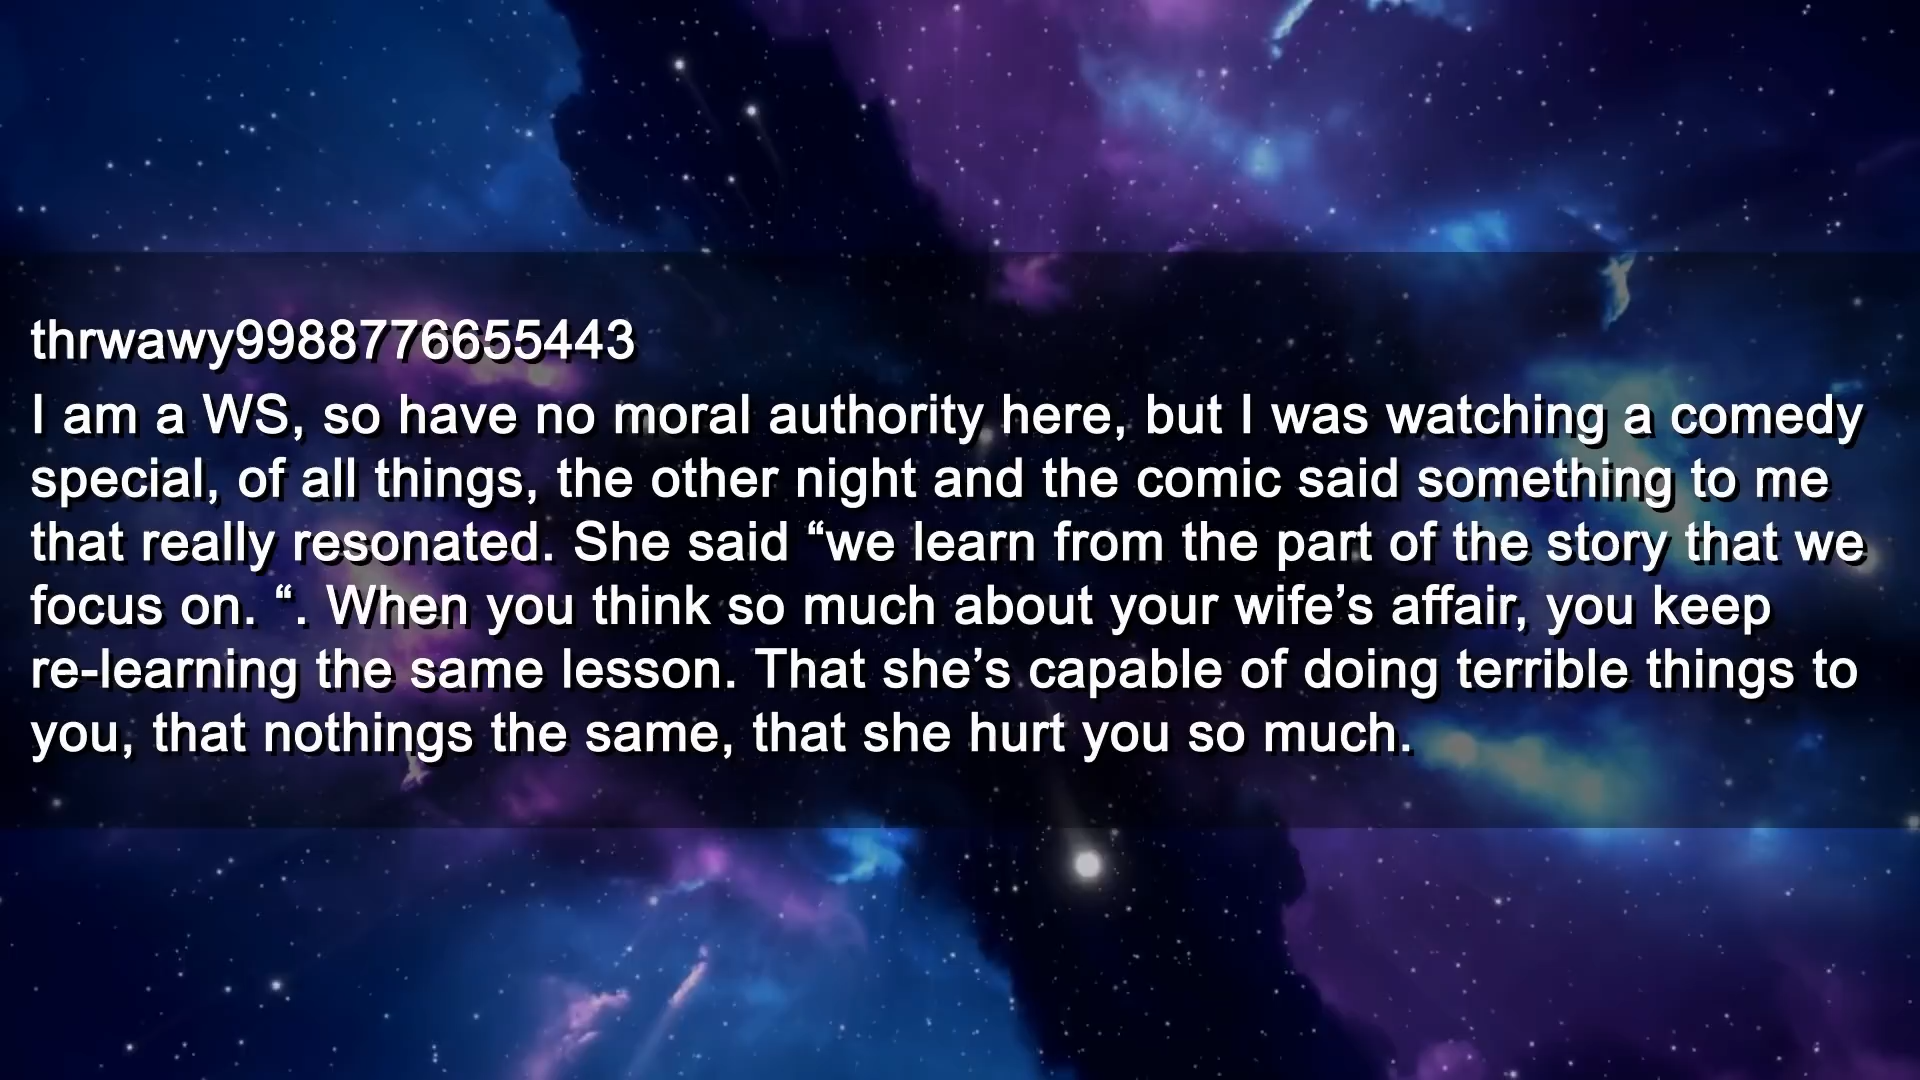 thrwawy9988776655443
I am a WS, so have no moral authority here, but I was watching a comedy
special, of all things, the other night and the comic said something to me
that really resonated. She said “we learn from the part of the story that we
focus on. “. When you think so much about your wife’s affair, you keep
re-learning the same lesson. That she’s capable of doing terrible things to
you, that nothings the same, that she hurt you so much.